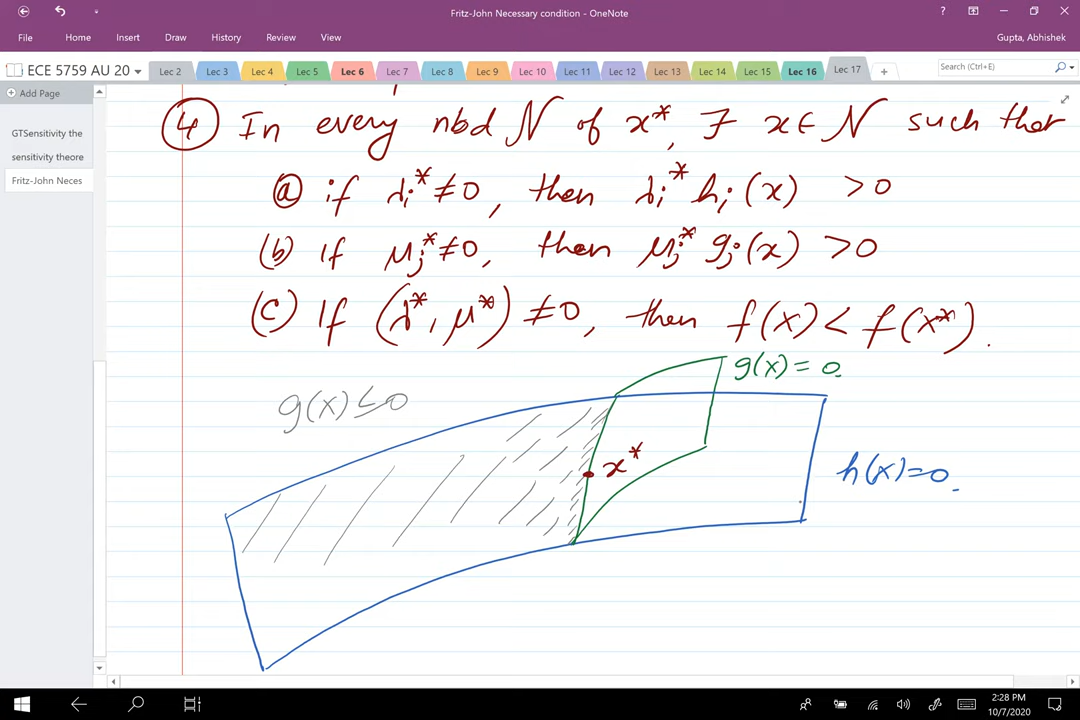 Fritz-John Necessary condition - OneNote
?
File Home Insert Draw History Review View
Gupta, Abhishek
ECE 5759 AU 20
Lec 2 Lec 3 Lec 4 Lec 5 Lec 6 Lec 7 Lec 8 Lec 9 Lec 10 Lec 11 Lec 12 Lec 13 Lec 14 Lec 15 Lec 16 Lec 17 +
Search (Ctrl+E)
Add Page
GTSensitivity the
sensitivity theore
Fritz-John Neces
④ In every nbd N of x*, ∃ x ∈ N such that
ⓐ if λi* ≠ 0, then λi* hi(x) > 0
(b) If μj* ≠ 0, then μj* gj(x) > 0
(c) If (λ*, μ*) ≠ 0, then f(x) < f(x*).
g(x) = 0.
g(x) ≤ 0
x*
h(x) = 0.
2:28 PM
10/7/2020